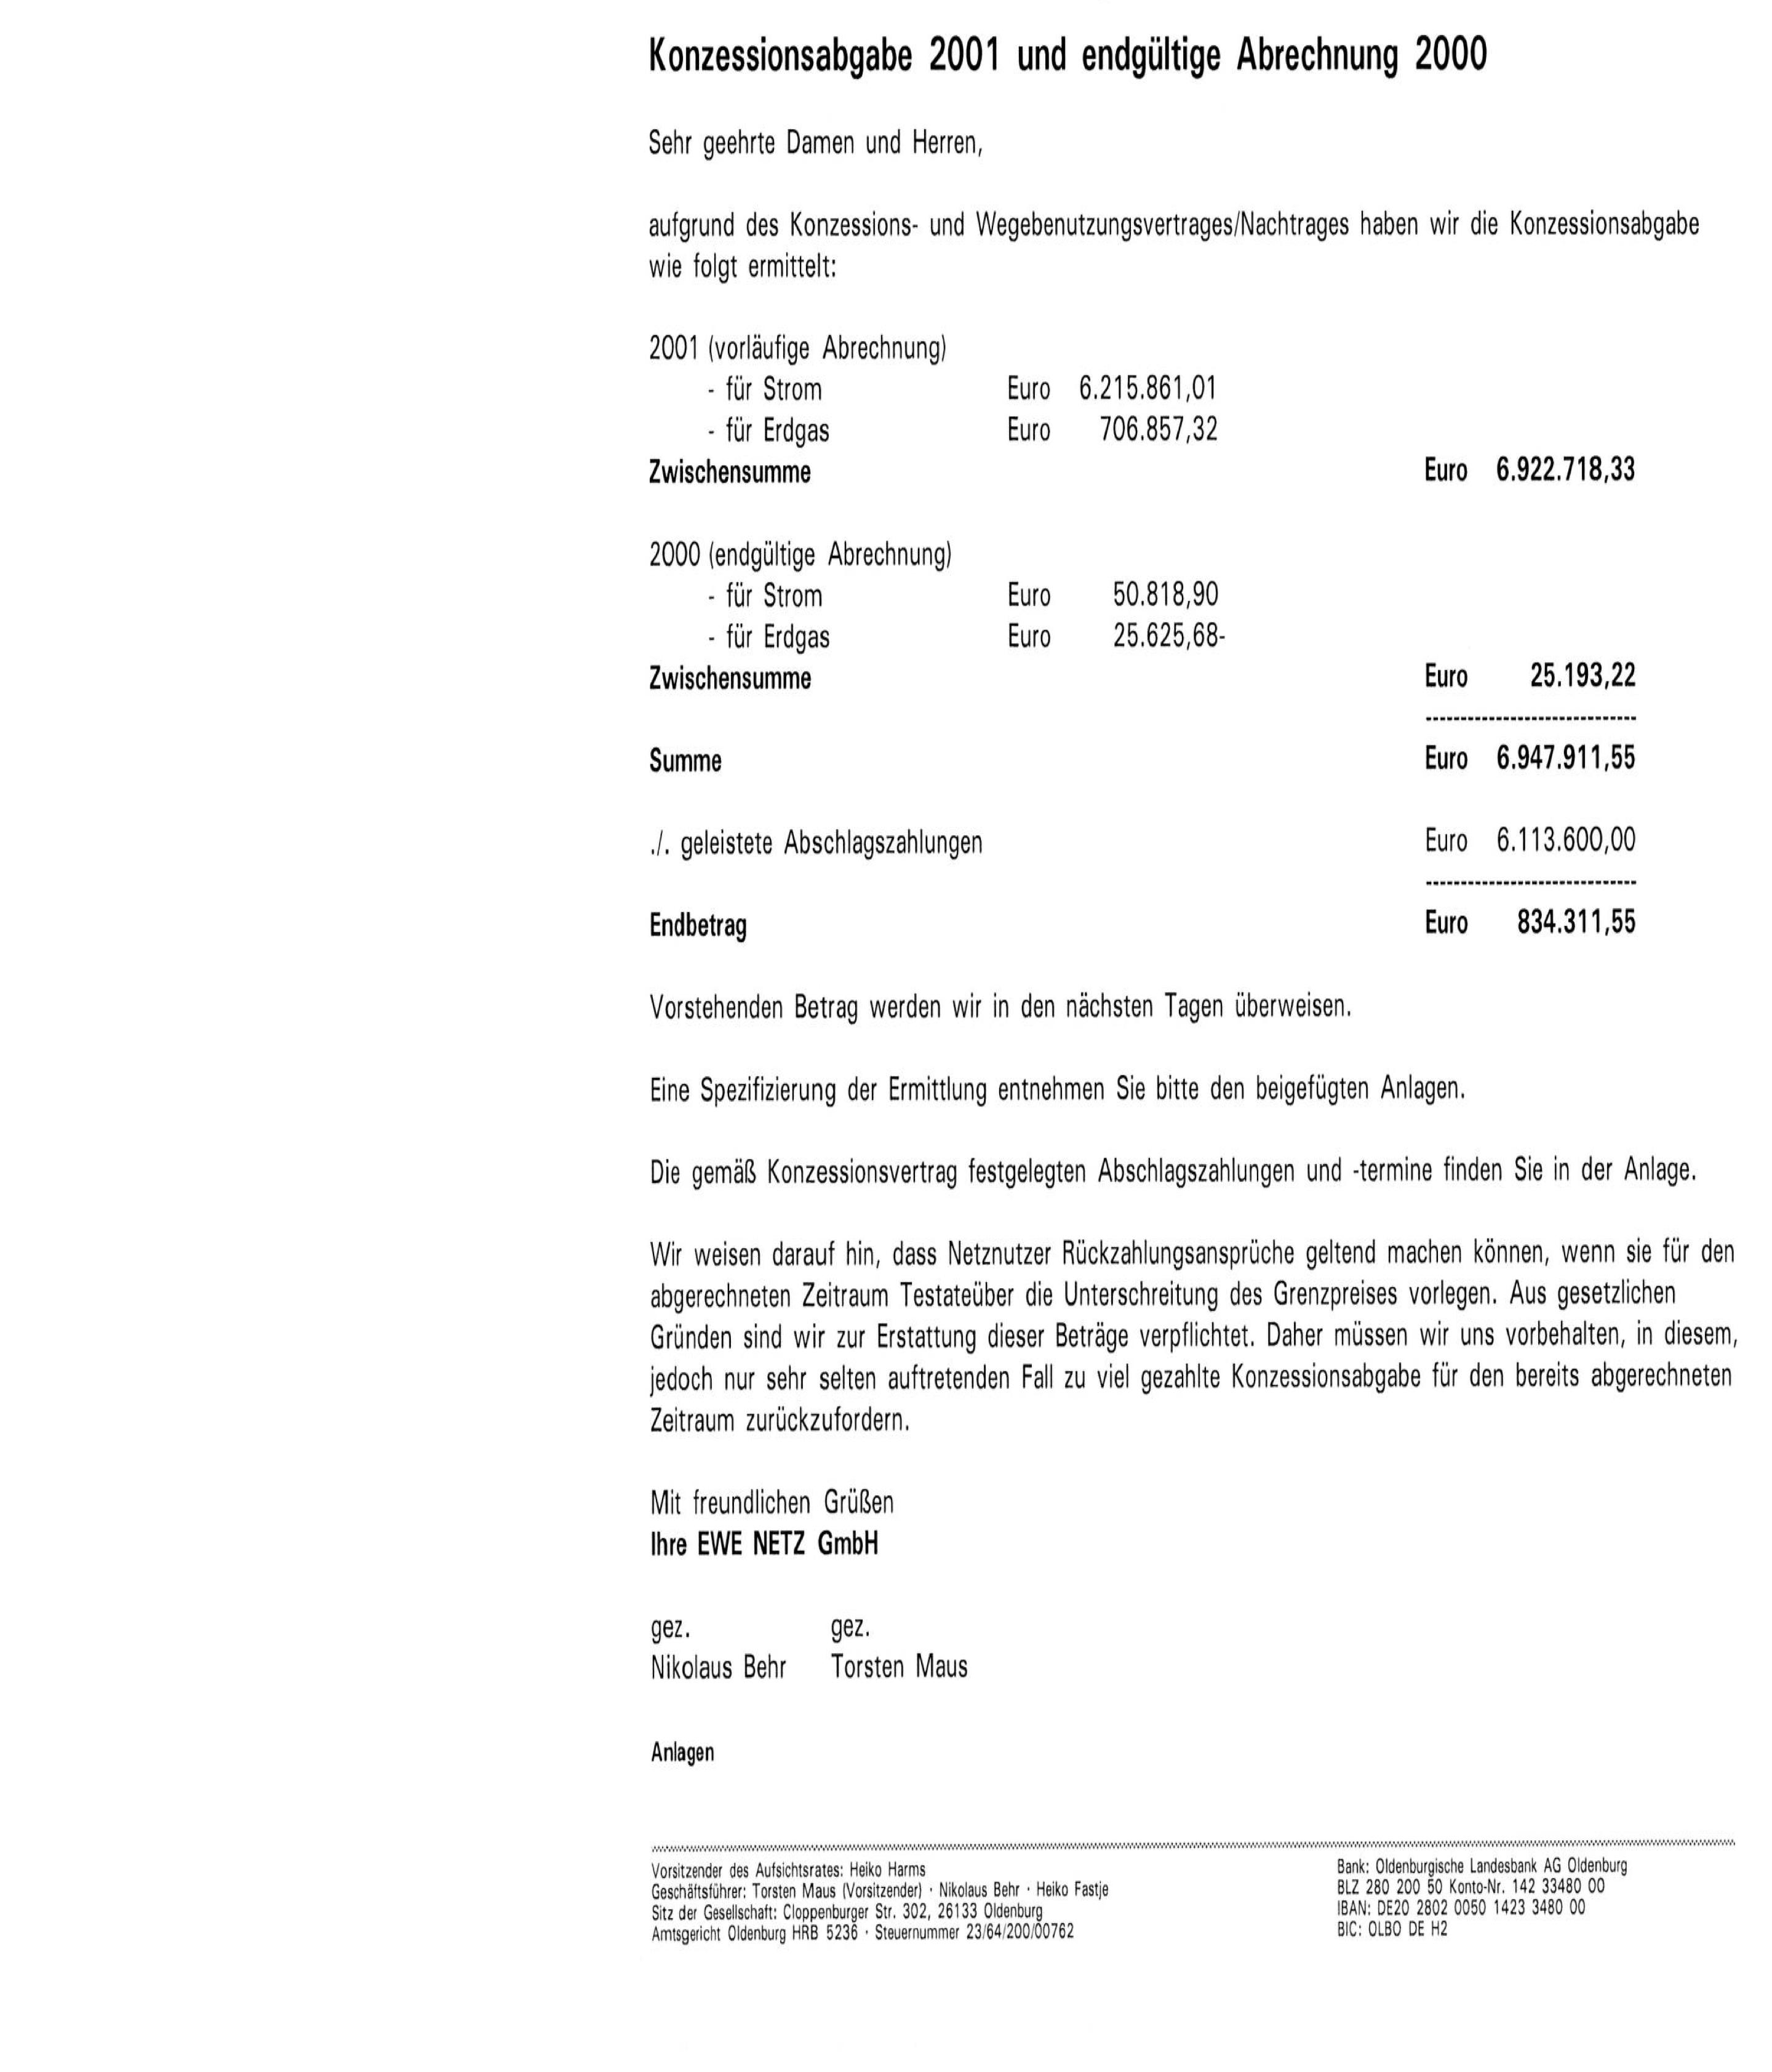 Konzessionsabgabe 2001 und endgültige Abrechnung 2000
Sehr geehrte Damen und Herren,
aufgrund des Konzessions- und Wegebenutzungsvertrages/Nachtrages haben wir die Konzessionsabgabe
wie folgt ermittelt:
2001 (vorläufige Abrechnung)
- für Strom Euro 6.215.861,01
- für Erdgas Euro 706.857,32
Zwischensumme Euro 6.922.718,33
2000 (endgültige Abrechnung)
- für Strom Euro 50.818,90
- für Erdgas Euro 25.625,68-
Zwischensumme Euro 25.193,22
------------------------------
Summe Euro 6.947.911,55
./. geleistete Abschlagszahlungen Euro 6.113.600,00
------------------------------
Endbetrag Euro 834.311,55
Vorstehenden Betrag werden wir in den nächsten Tagen überweisen.
Eine Spezifizierung der Ermittlung entnehmen Sie bitte den beigefügten Anlagen.
Die gemäß Konzessionsvertrag festgelegten Abschlagszahlungen und -termine finden Sie in der Anlage.
Wir weisen darauf hin, dass Netznutzer Rückzahlungsansprüche geltend machen können, wenn sie für den
abgerechneten Zeitraum Testateüber die Unterschreitung des Grenzpreises vorlegen. Aus gesetzlichen
Gründen sind wir zur Erstattung dieser Beträge verpflichtet. Daher müssen wir uns vorbehalten, in diesem,
jedoch nur sehr selten auftretenden Fall zu viel gezahlte Konzessionsabgabe für den bereits abgerechneten
Zeitraum zurückzufordern.
Mit freundlichen Grüßen
Ihre EWE NETZ GmbH
gez. gez.
Nikolaus Behr Torsten Maus
Anlagen
Vorsitzender des Aufsichtsrates: Heiko Harms
Geschäftsführer: Torsten Maus (Vorsitzender) · Nikolaus Behr · Heiko Fastje
Sitz der Gesellschaft: Cloppenburger Str. 302, 26133 Oldenburg
Amtsgericht Oldenburg HRB 5236 · Steuernummer 23/64/200/00762
Bank: Oldenburgische Landesbank AG Oldenburg
BLZ 280 200 50 Konto-Nr. 142 33480 00
IBAN: DE20 2802 0050 1423 3480 00
BIC: OLBO DE H2